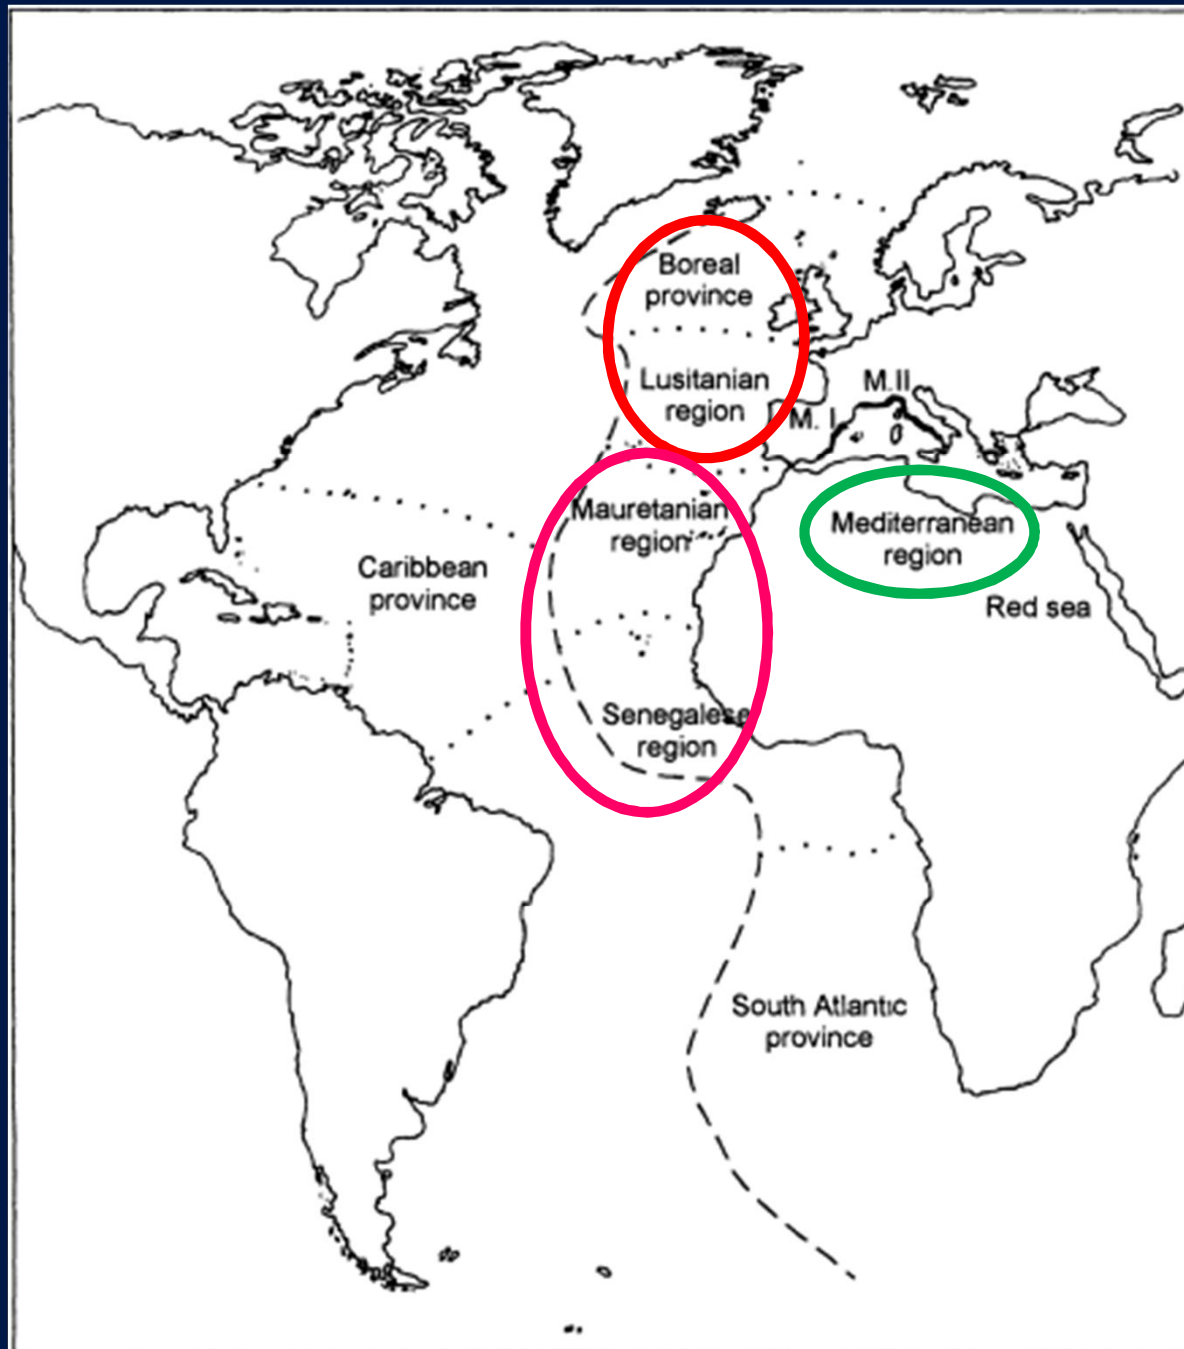 Boreal
province
Lusitanian
region
M. I
M.II
Mauretanian
region
Mediterranean
region
Caribbean
province
Red sea
Senegalese
region
South Atlantic
province